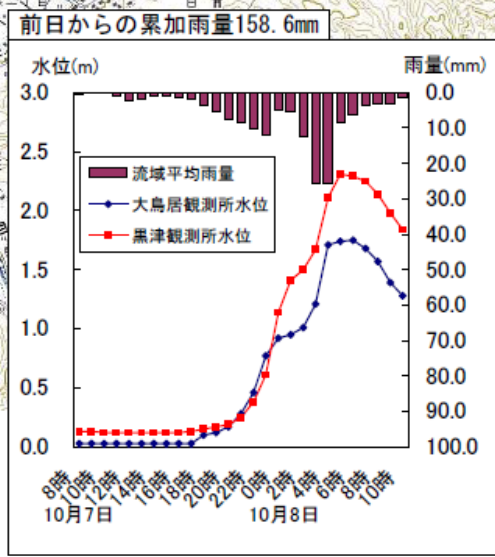 前日からの累加雨量158.6mm
水位(m)
雨量(mm)
3.0
2.5
2.0
1.5
1.0
0.5
0.0
0.0
10.0
20.0
30.0
40.0
50.0
60.0
70.0
80.0
90.0
100.0
流域平均雨量
大鳥居観測所水位
黒津観測所水位
8時
10時
12時
14時
16時
18時
20時
22時
0時
2時
4時
6時
8時
10時
10月7日
10月8日